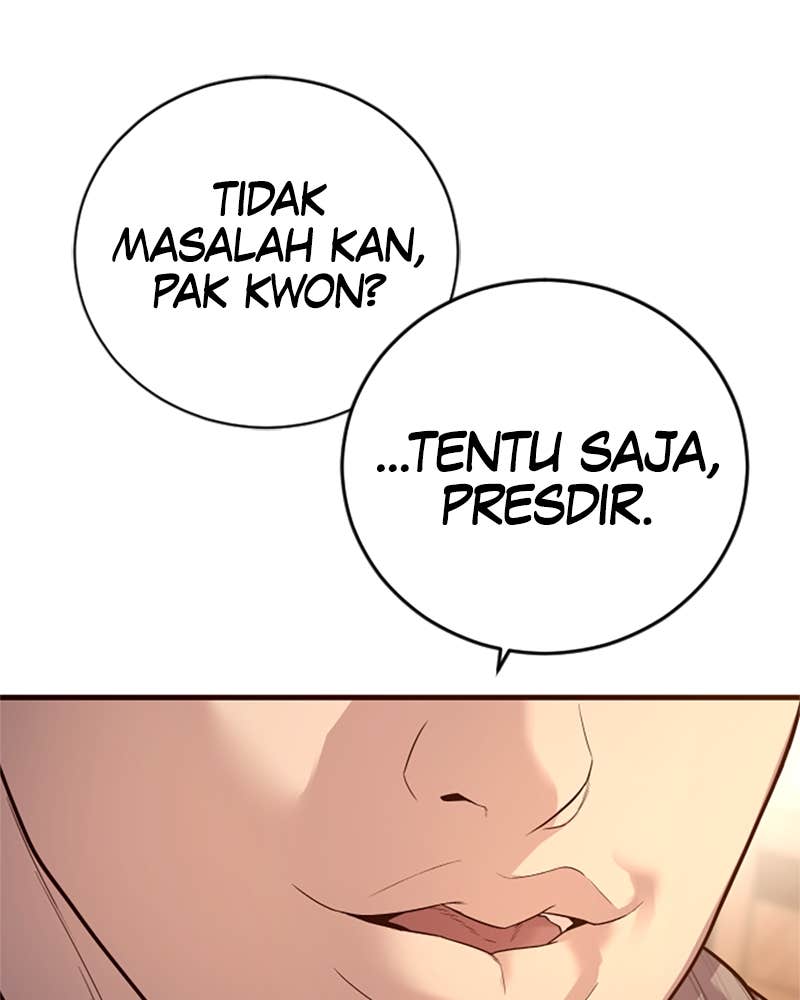 TIDAK
MASALAH KAN,
PAK KWON?
...TENTU SAJA,
PRESDIR.